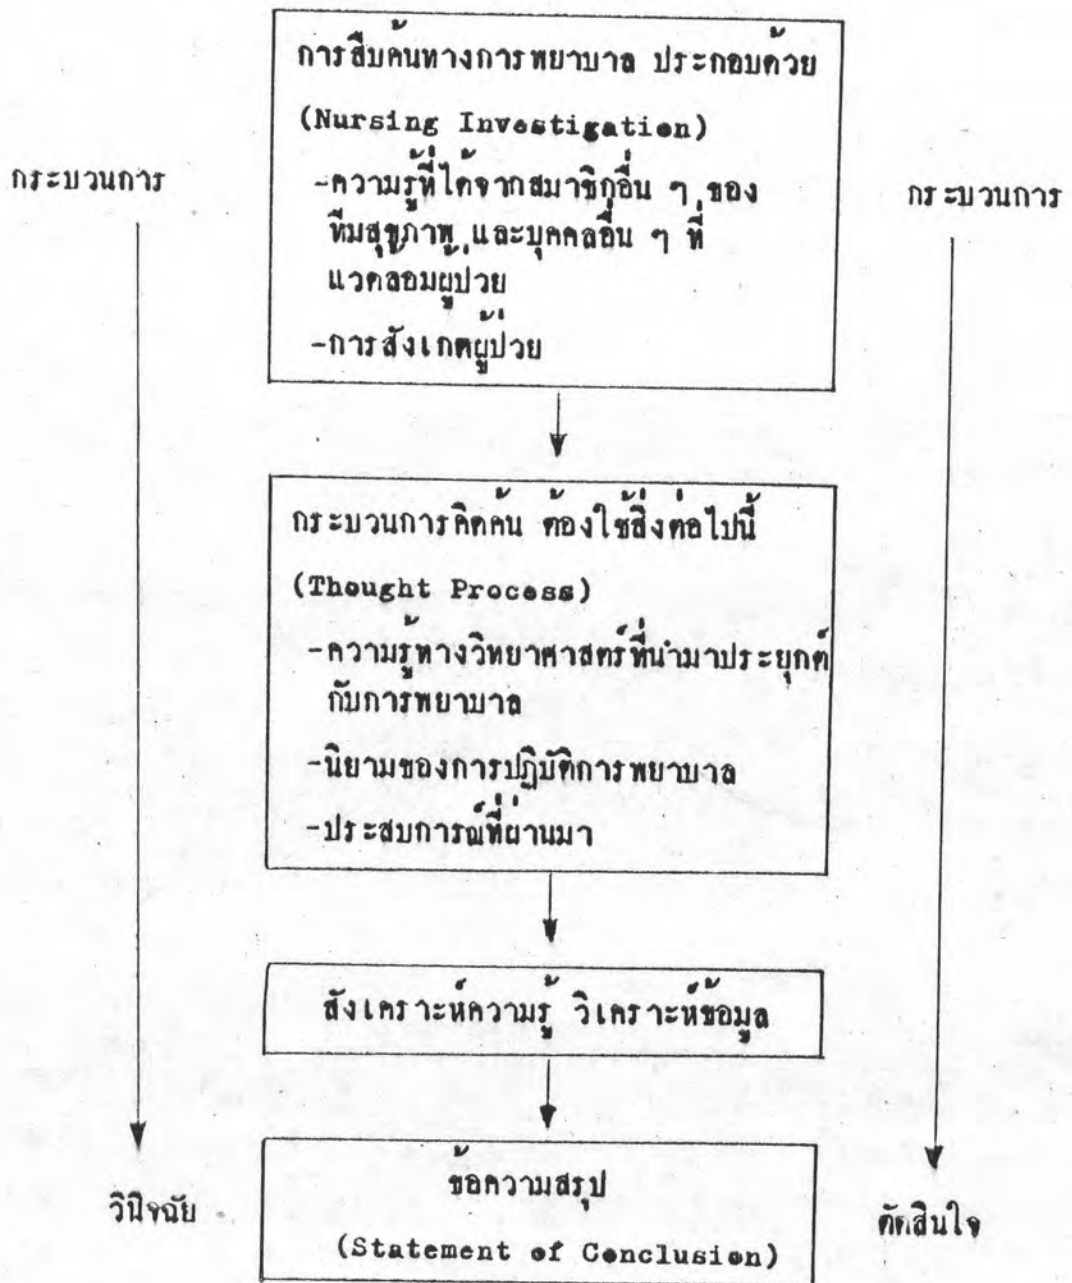 การสืบค้นทางการพยาบาล ประกอบด้วย
(Nursing Investigation)
กระบวนการ
กระบวนการ
-ความรู้ที่ได้จากสมาชิกอื่น ๆ ของ
ทีมสุขภาพ และบุคคลอื่น ๆ ที่
แวดล้อมผู้ป่วย
-การสังเกตผู้ป่วย
กระบวนการคิดค้น ต้องใช้สิ่งต่อไปนี้
(Thought Process)
-ความรู้ทางวิทยาศาสตร์ที่นำมาประยุกต์
กับการพยาบาล
-นิยามของการปฏิบัติการพยาบาล
-ประสบการณ์ที่ผ่านมา
สังเคราะห์ความรู้ วิเคราะห์ข้อมูล
ข้อความสรุป
(Statement of Conclusion)
วินิจฉัย
ตัดสินใจ